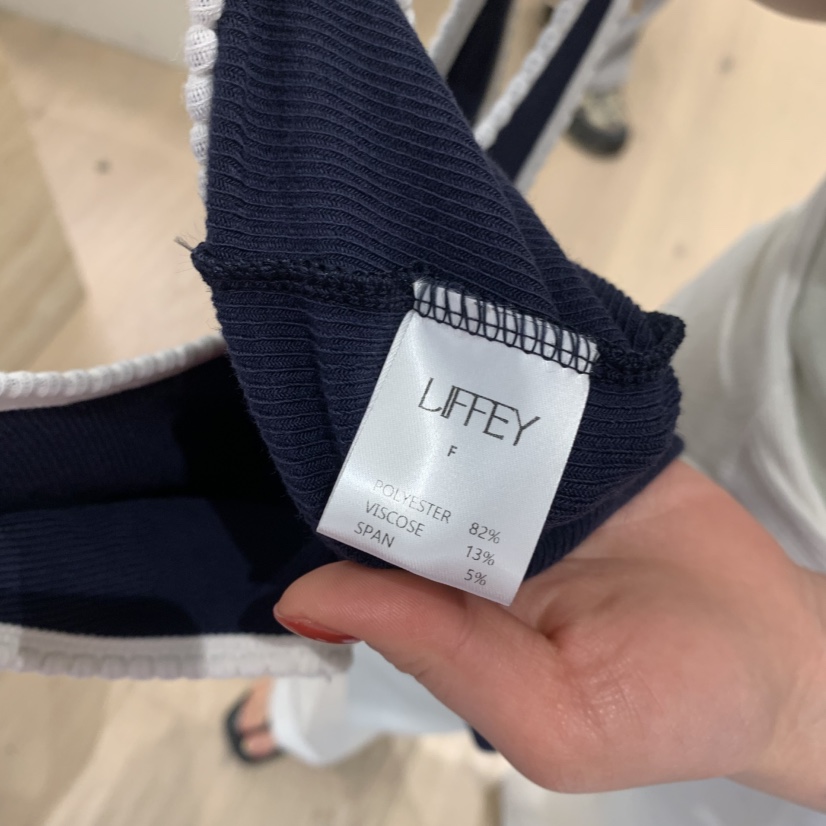 LIFFEY
F
POLYESTER 82%
VISCOSE 13%
SPAN 5%